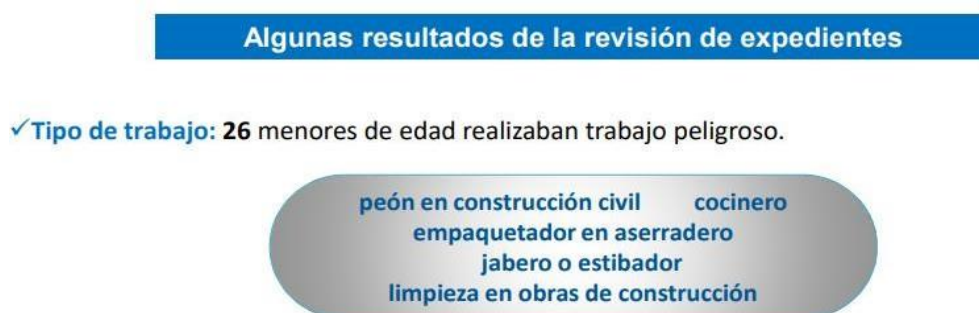 Algunas resultados de la revisión de expedientes
✓Tipo de trabajo: 26 menores de edad realizaban trabajo peligroso.
peón en construcción civil cocinero
empaquetador en aserradero
jabero o estibador
limpieza en obras de construcción